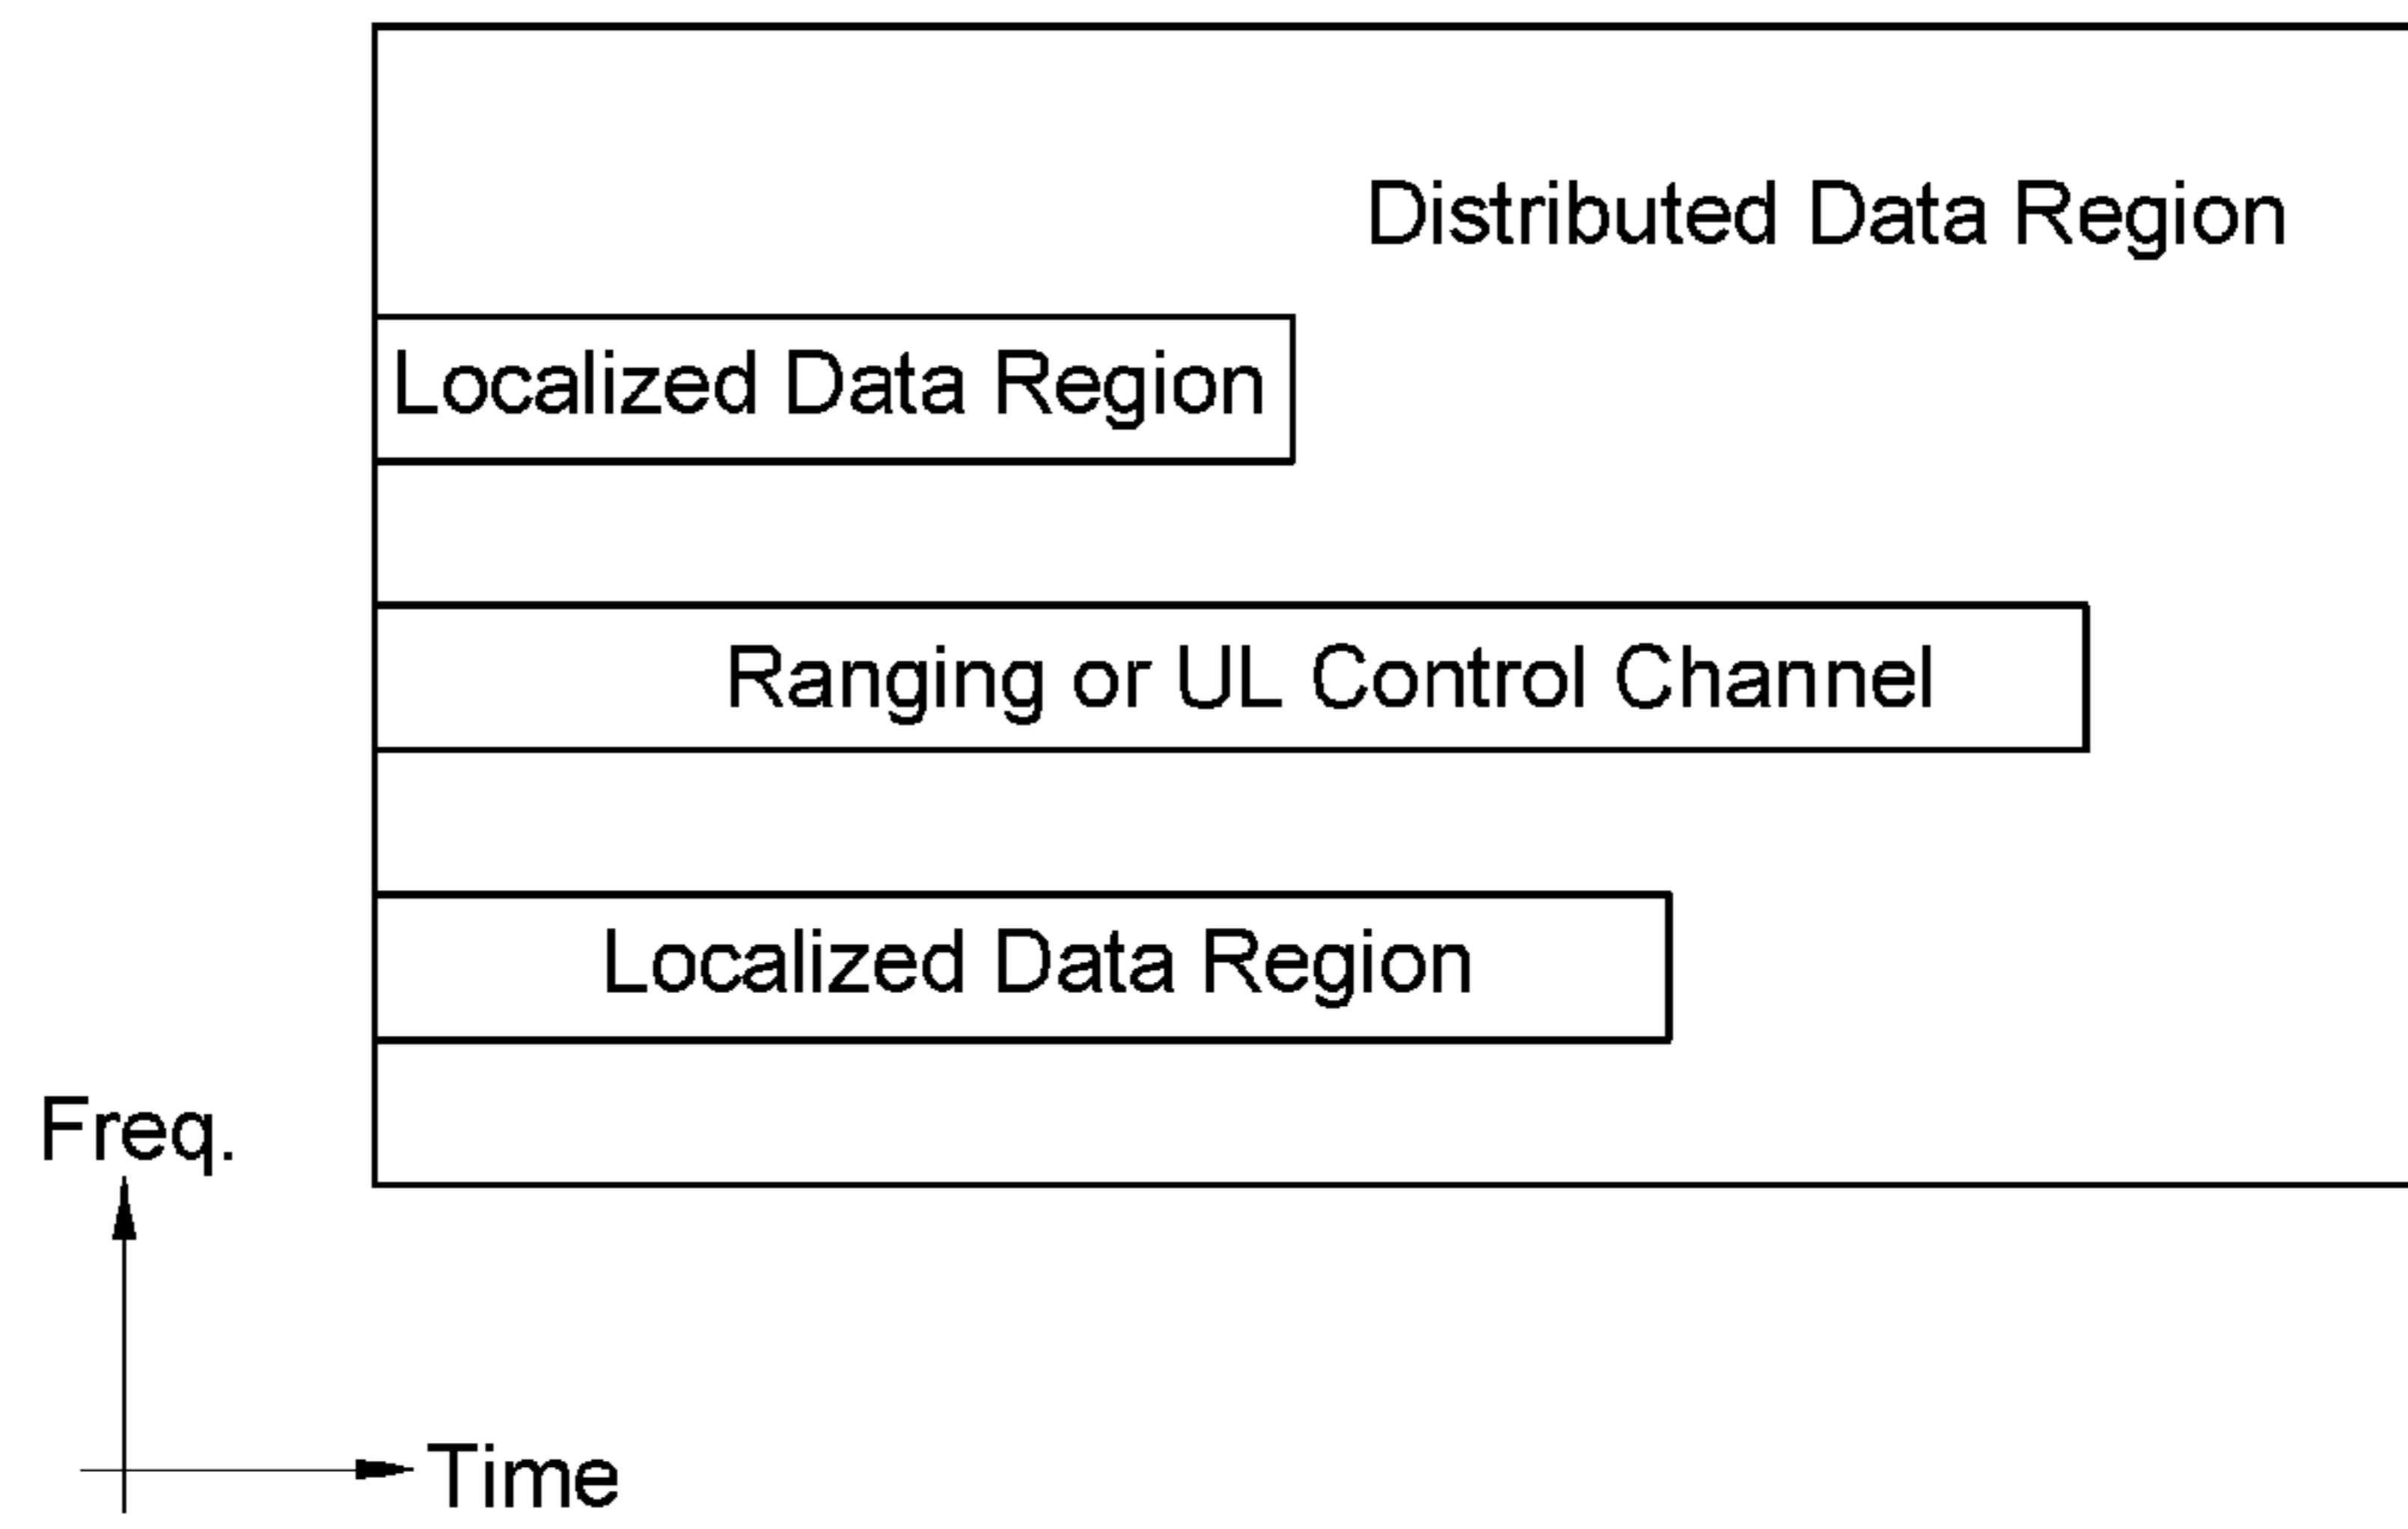 Distributed Data Region
Localized Data Region
Ranging or UL Control Channel
Localized Data Region
Freq.
Time